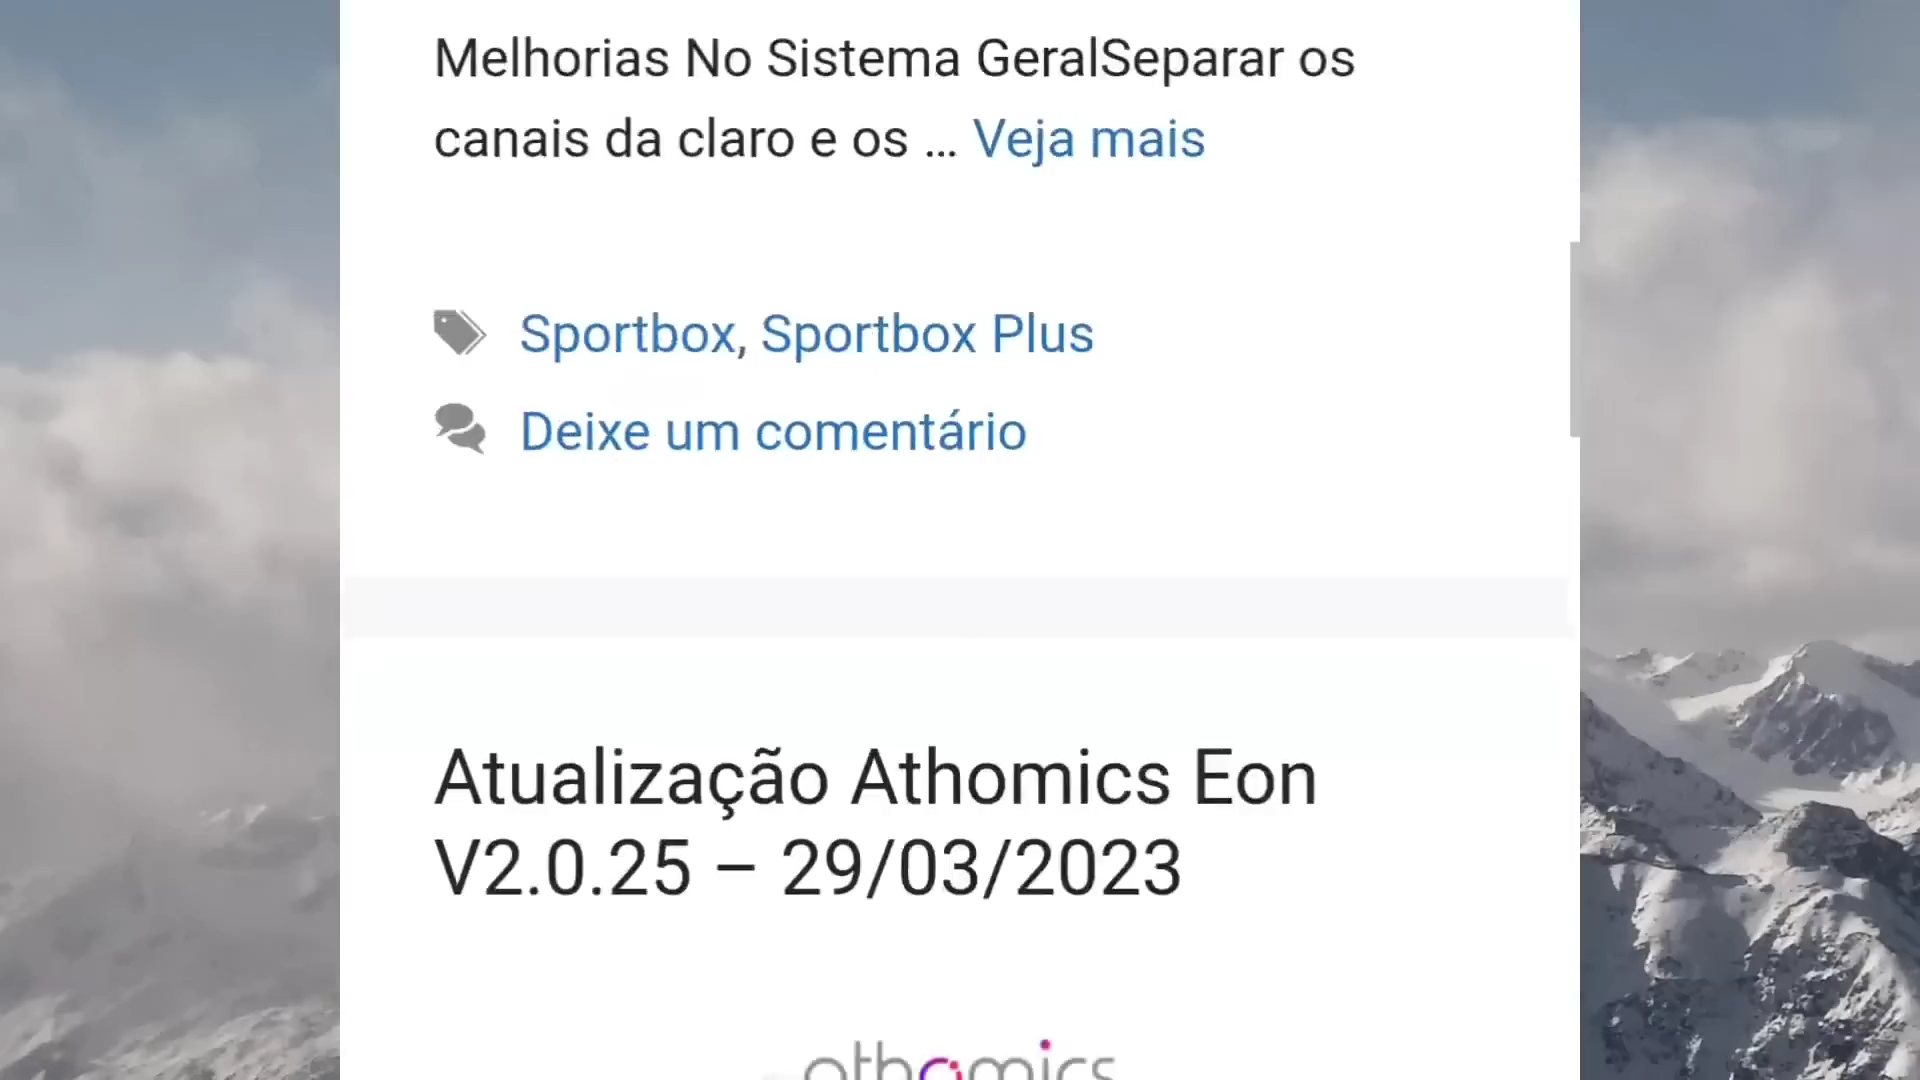 Melhorias No Sistema GeralSeparar os
canais da claro e os ... Veja mais
Sportbox, Sportbox Plus
Deixe um comentário
Atualização Athomics Eon
V2.0.25 – 29/03/2023
athomics